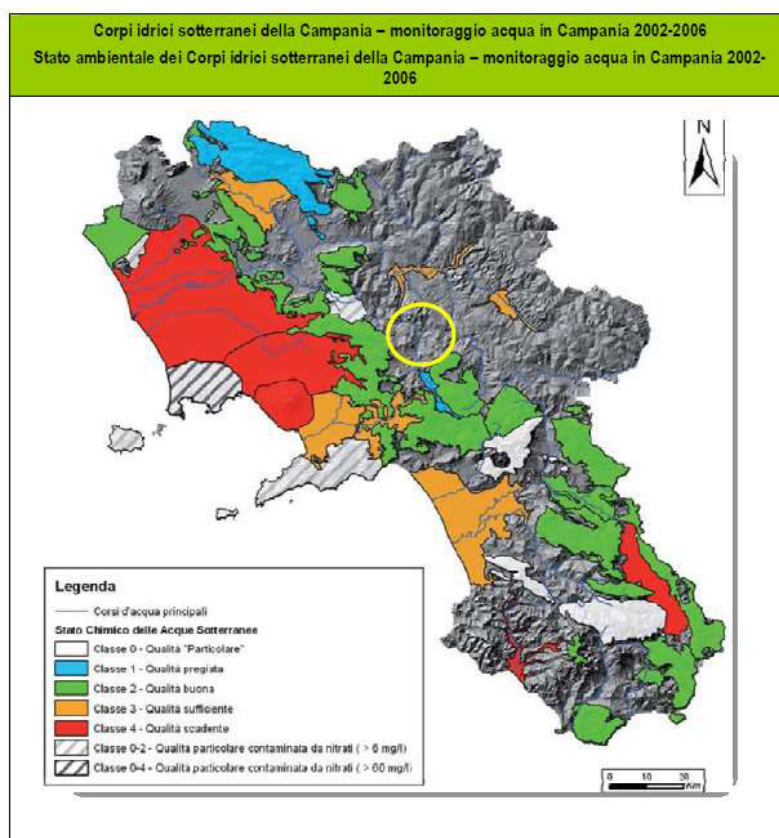 Corpi idrici sotterranei della Campania – monitoraggio acqua in Campania 2002-2006
Stato ambientale dei Corpi idrici sotterranei della Campania – monitoraggio acqua in Campania 2002-
2006
N
Legenda
Corsi d'acqua principali
Stato Chimico delle Acque Sotterranee
Classe 0 - Qualità "Particolare"
Classe 1 - Qualità pregiata
Classe 2 - Qualità buona
Classe 3 - Qualità sufficiente
Classe 4 - Qualità scadente
Classe 0-2 - Qualità particolare contaminata da nitrati ( > 6 mg/l)
Classe 0-4 - Qualità particolare contaminata da nitrati ( > 60 mg/l)
0 10 20
Km